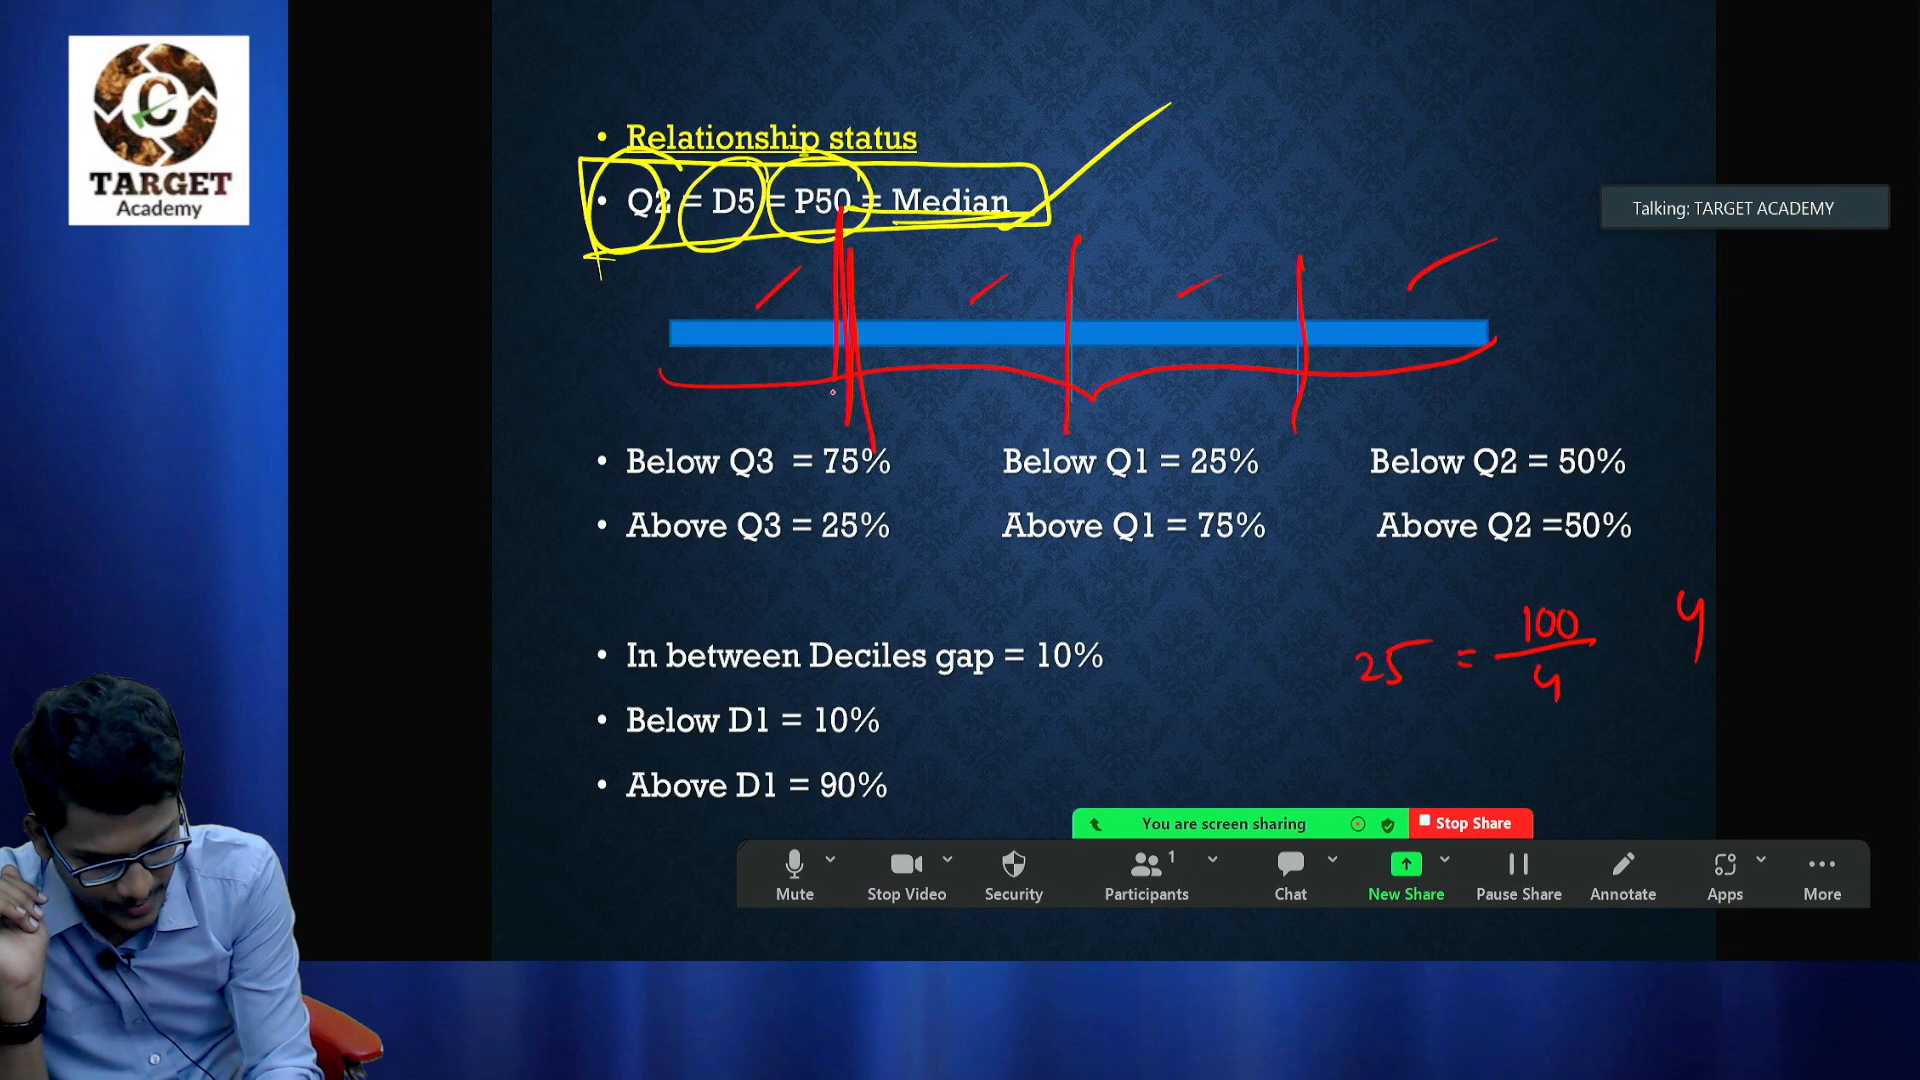 TARGET
Academy
• Relationship status
• Q2 = D5 = P50 = Median
Talking: TARGET ACADEMY
• Below Q3 = 75% Below Q1 = 25% Below Q2 = 50%
• Above Q3 = 25% Above Q1 = 75% Above Q2 =50%
25 = 100/4 4
• In between Deciles gap = 10%
• Below D1 = 10%
• Above D1 = 90%
You are screen sharing Stop Share
1
Mute Stop Video Security Participants Chat New Share Pause Share Annotate Apps More